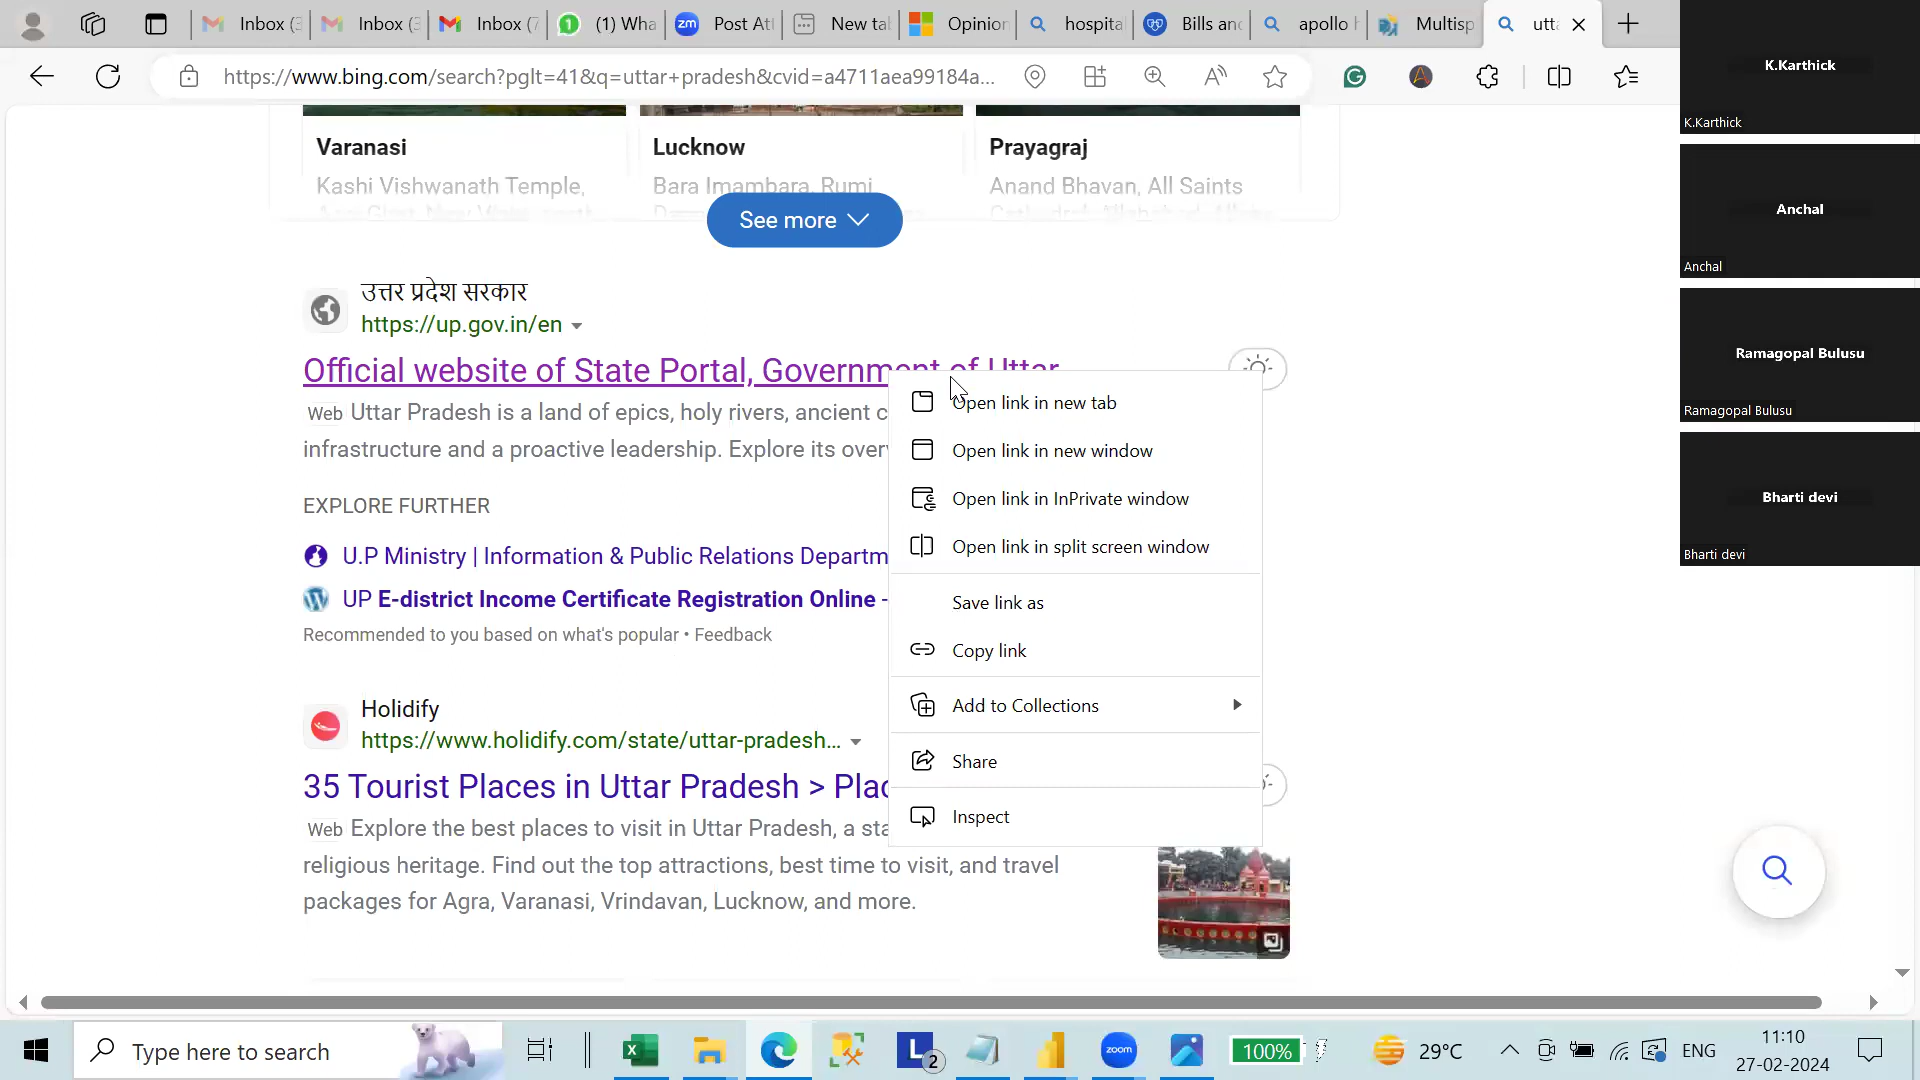 Inbox (3
Inbox (3
Inbox (7
(1) Wha
zm Post Att
New tab
Opinion
hospital
Bills and
apollo h
Multisp
utta
https://www.bing.com/search?pglt=41&q=uttar+pradesh&cvid=a4711aea99184a...
Varanasi
Kashi Vishwanath Temple,
Lucknow
Bara Imambara, Rumi
Prayagraj
Anand Bhavan, All Saints
See more
उत्तर प्रदेश सरकार
https://up.gov.in/en
Official website of State Portal, Government of Uttar
Web Uttar Pradesh is a land of epics, holy rivers, ancient c
infrastructure and a proactive leadership. Explore its over
EXPLORE FURTHER
U.P Ministry | Information & Public Relations Departm
UP E-district Income Certificate Registration Online -
Recommended to you based on what's popular • Feedback
Holidify
https://www.holidify.com/state/uttar-pradesh...
35 Tourist Places in Uttar Pradesh > Plac
Web Explore the best places to visit in Uttar Pradesh, a sta
religious heritage. Find out the top attractions, best time to visit, and travel
packages for Agra, Varanasi, Vrindavan, Lucknow, and more.
Open link in new tab
Open link in new window
Open link in InPrivate window
Open link in split screen window
Save link as
Copy link
Add to Collections
Share
Inspect
K.Karthick
K.Karthick
Anchal
Anchal
Ramagopal Bulusu
Ramagopal Bulusu
Bharti devi
Bharti devi
Type here to search
L 2
zoom
100%
29°C
ENG
11:10
27-02-2024